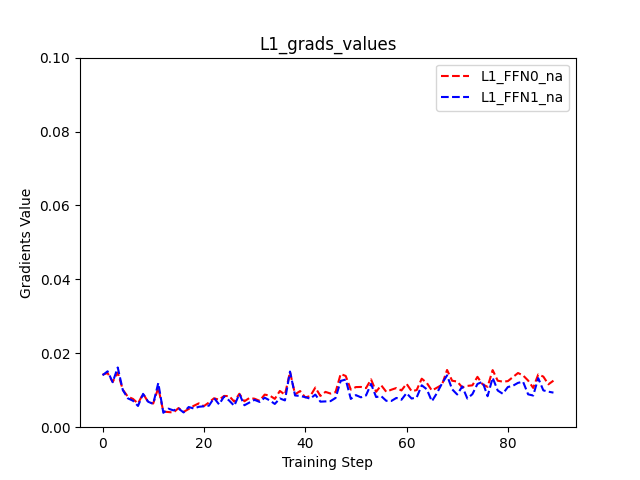 L1_grads_values
L1_FFN0_na
L1_FFN1_na
Gradients Value
0.10
0.08
0.06
0.04
0.02
0.00
0 20 40 60 80
Training Step